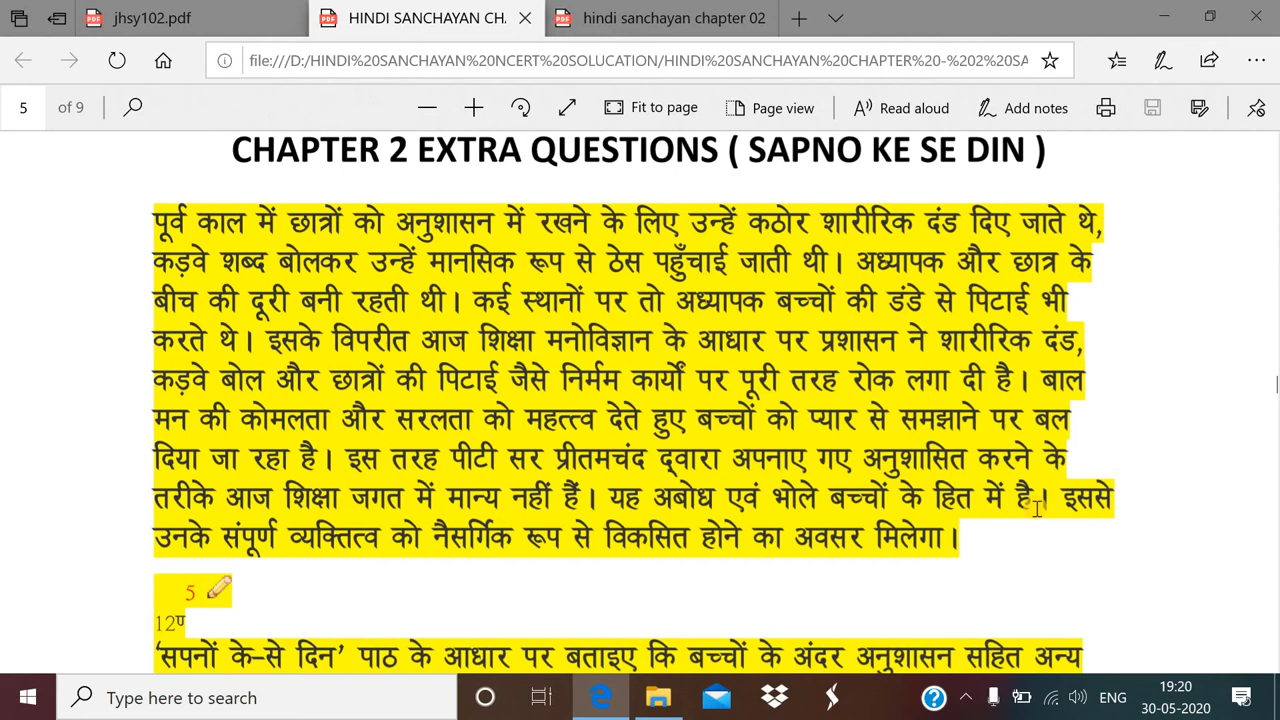 jhsy102.pdf
HINDI SANCHAYAN CHA
hindi sanchayan chapter 02
file:///D:/HINDI%20SANCHAYAN%20NCERT%20SOLUCATION/HINDI%20SANCHAYAN%20CHAPTER%20-%202%20SA
5 of 9
Fit to page
Page view
Read aloud
Add notes
CHAPTER 2 EXTRA QUESTIONS ( SAPNO KE SE DIN )
पूर्व काल में छात्रों को अनुशासन में रखने के लिए उन्हें कठोर शारीरिक दंड दिए जाते थे,
कड़वे शब्द बोलकर उन्हें मानसिक रूप से ठेस पहुँचाई जाती थी। अध्यापक और छात्र के
बीच की दूरी बनी रहती थी। कई स्थानों पर तो अध्यापक बच्चों की डंडे से पिटाई भी
करते थे। इसके विपरीत आज शिक्षा मनोविज्ञान के आधार पर प्रशासन ने शारीरिक दंड,
कड़वे बोल और छात्रों की पिटाई जैसे निर्मम कार्यों पर पूरी तरह रोक लगा दी है। बाल
मन की कोमलता और सरलता को महत्त्व देते हुए बच्चों को प्यार से समझाने पर बल
दिया जा रहा है। इस तरह पीटी सर प्रीतमचंद द्वारा अपनाए गए अनुशासित करने के
तरीके आज शिक्षा जगत में मान्य नहीं हैं। यह अबोध एवं भोले बच्चों के हित में है। इससे
उनके संपूर्ण व्यक्तित्व को नैसर्गिक रूप से विकसित होने का अवसर मिलेगा।
5
12ण्
'सपनों के-से दिन' पाठ के आधार पर बताइए कि बच्चों के अंदर अनुशासन सहित अन्य
Type here to search
ENG
19:20
30-05-2020